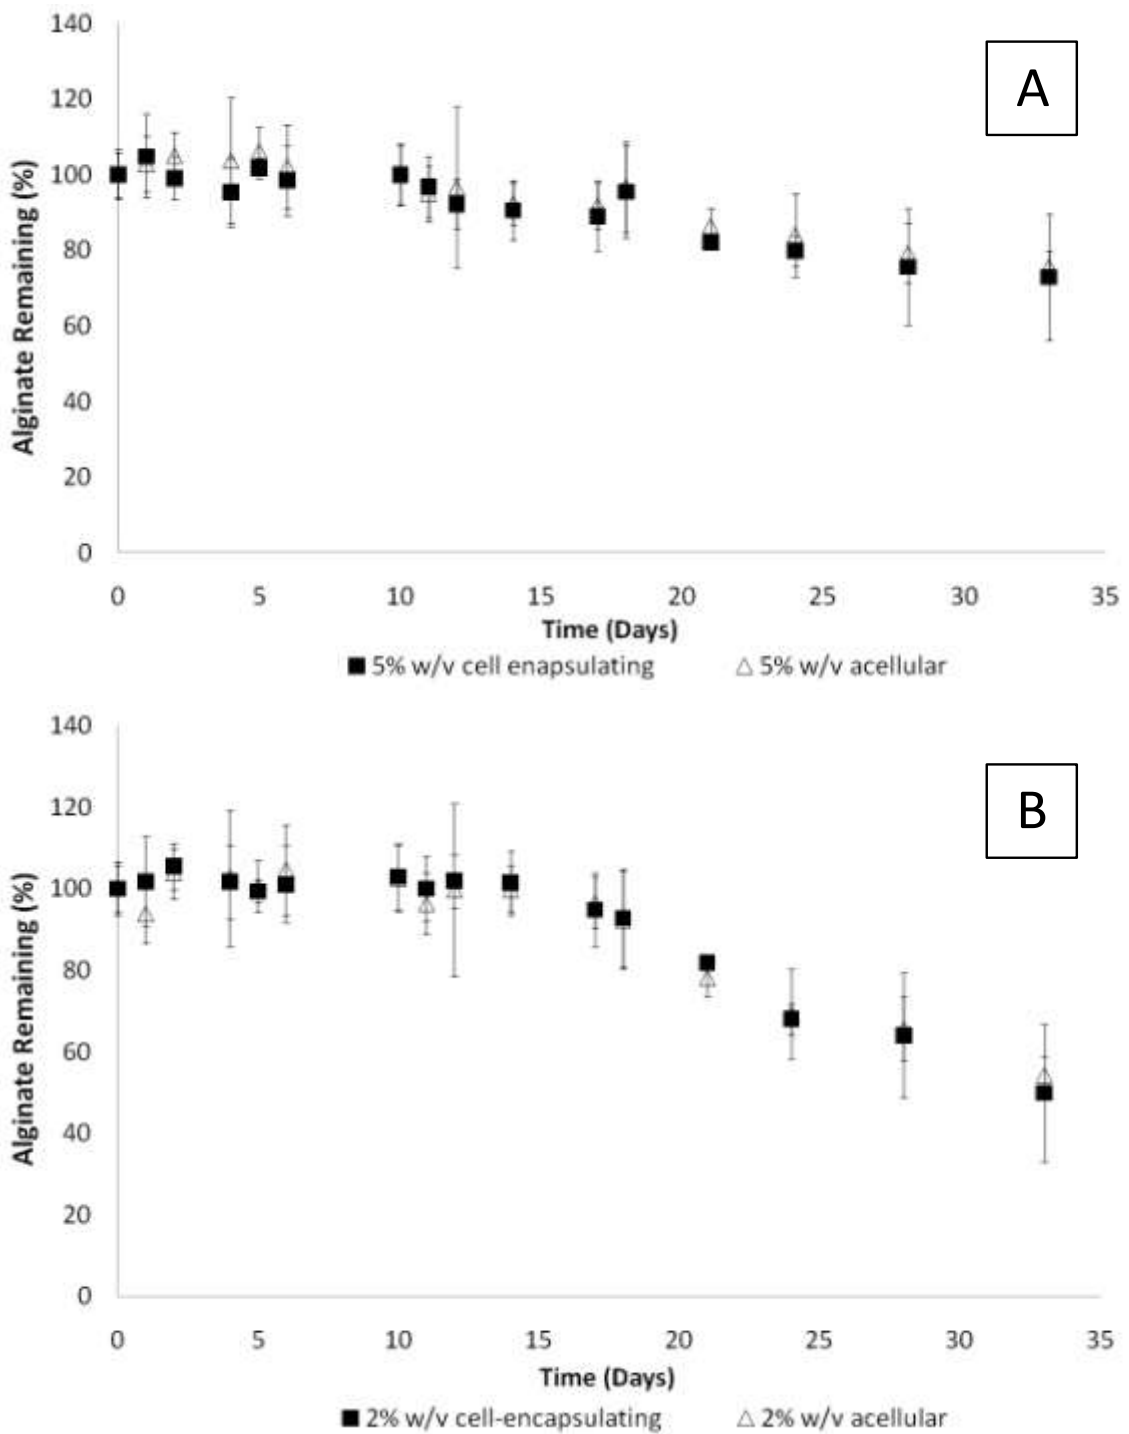 140
A
120
100
80
60
40
20
0
Alginate Remaining (%)
0 5 10 15 20 25 30 35
Time (Days)
5% w/v cell enapsulating 5% w/v acellular
140
B
120
100
80
60
40
20
0
Alginate Remaining (%)
0 5 10 15 20 25 30 35
Time (Days)
2% w/v cell-encapsulating 2% w/v acellular